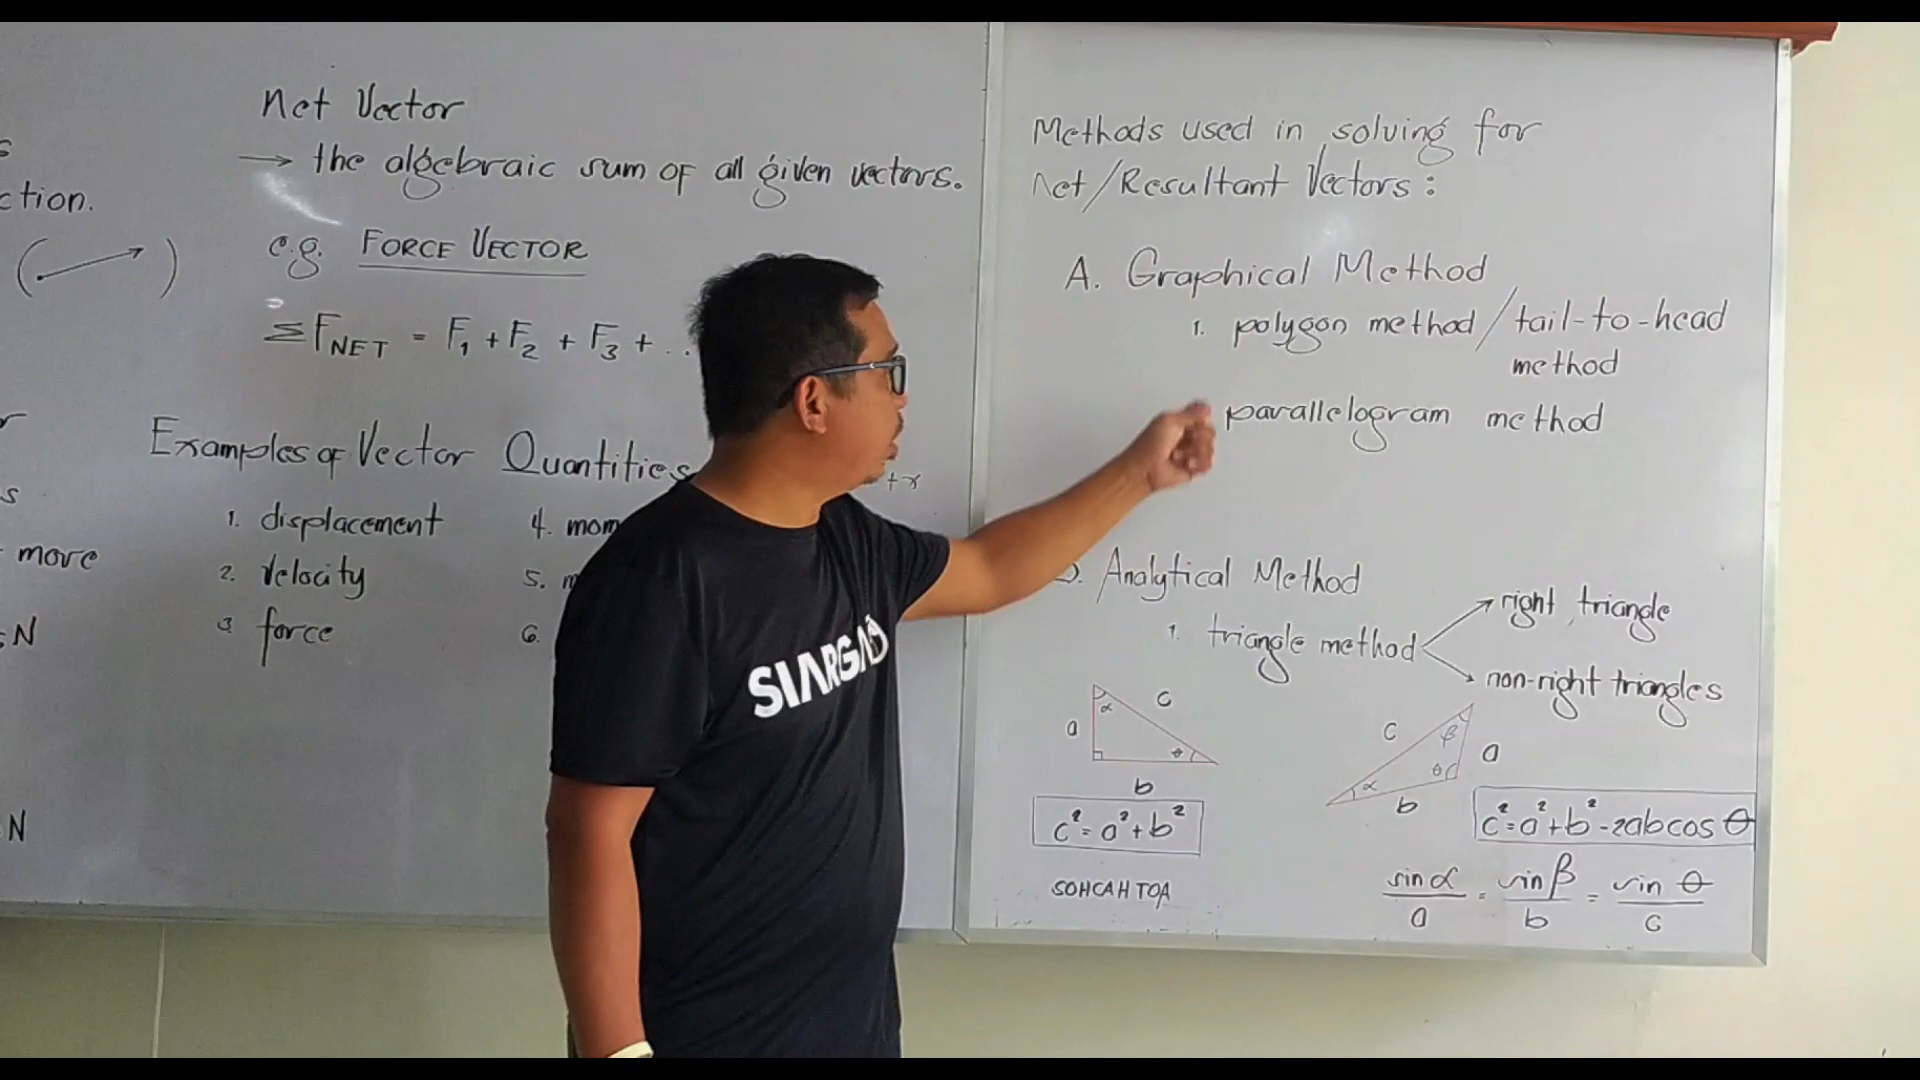 ction.
more
N
N
Net Vector
→ the algebraic sum of all given vectors.
e.g. FORCE VECTOR
ΣF_NET = F₁ + F₂ + F₃ + ...
Examples of Vector Quantities
1. displacement
2. velocity
3. force
4. mom
5. m
6.
+x
SIARGAO
Methods used in solving for
Net/Resultant Vectors:
A. Graphical Method
1. polygon method/tail-to-head
method
parallelogram method
Analytical Method
1. triangle method
right triangle
non-right triangles
a α c θ b
c² = a² + b²
SOHCAHTOA
c β a θ α b
c² = a² + b² - 2ab cos θ
sin α / a = sin β / b = sin θ / c